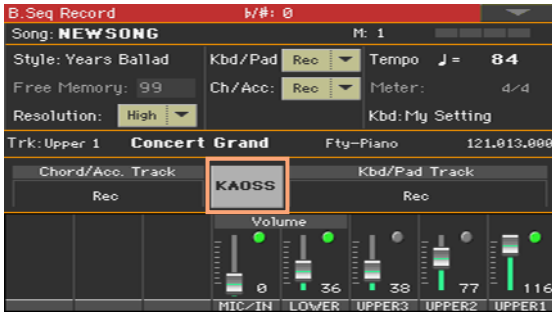 B.Seq Record b/#: 0
Song: NEWSONG M: 1
Style: Years Ballad Kbd/Pad Rec Tempo ♩= 84
Free Memory: 99 Ch/Acc: Rec Meter: 4/4
Resolution: High Kbd: My Setting
Trk: Upper 1 Concert Grand Fty-Piano 121.013.000
Chord/Acc. Track KAOSS Kbd/Pad Track
Rec Rec
Volume
0 36 38 77 116
MIC/IN LOWER UPPER3 UPPER2 UPPER1